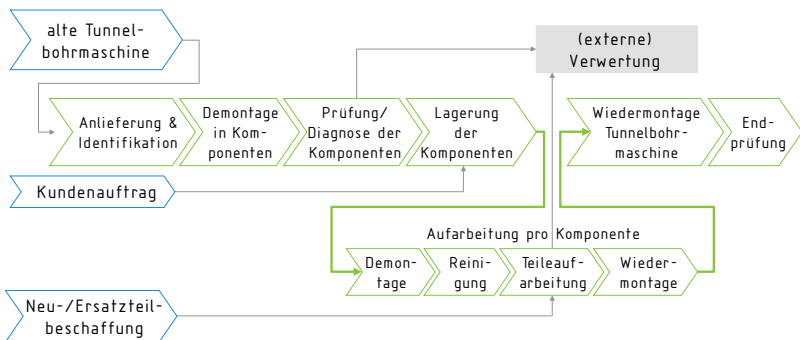 alte Tunnel-
bohrmaschine
(externe)
Verwertung
Anlieferung &
Identifikation
Demontage
in Kom-
ponenten
Prüfung/
Diagnose der
Komponenten
Lagerung
der
Komponenten
Wiedermontage
Tunnelbohr-
maschine
End-
prüfung
Kundenauftrag
Aufarbeitung pro Komponente
Demon-
tage
Reini-
gung
Teileauf-
arbeitung
Wieder-
montage
Neu-/Ersatzteil-
beschaffung